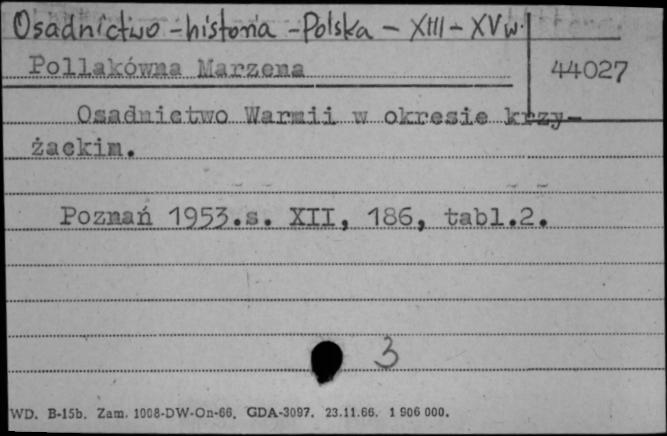 Osadnictwo - historia - Polska - XIII - XV w.
Pollakówna Marzena
44027
Osadnictwo Warmii w okresie krzy-
żackim.
Poznań 1953.s. XII, 186, tabl.2.
3
WD. B-15b. Zam. 1008-DW-On-66. GDA-3097. 23.11.66. 1 906 000.